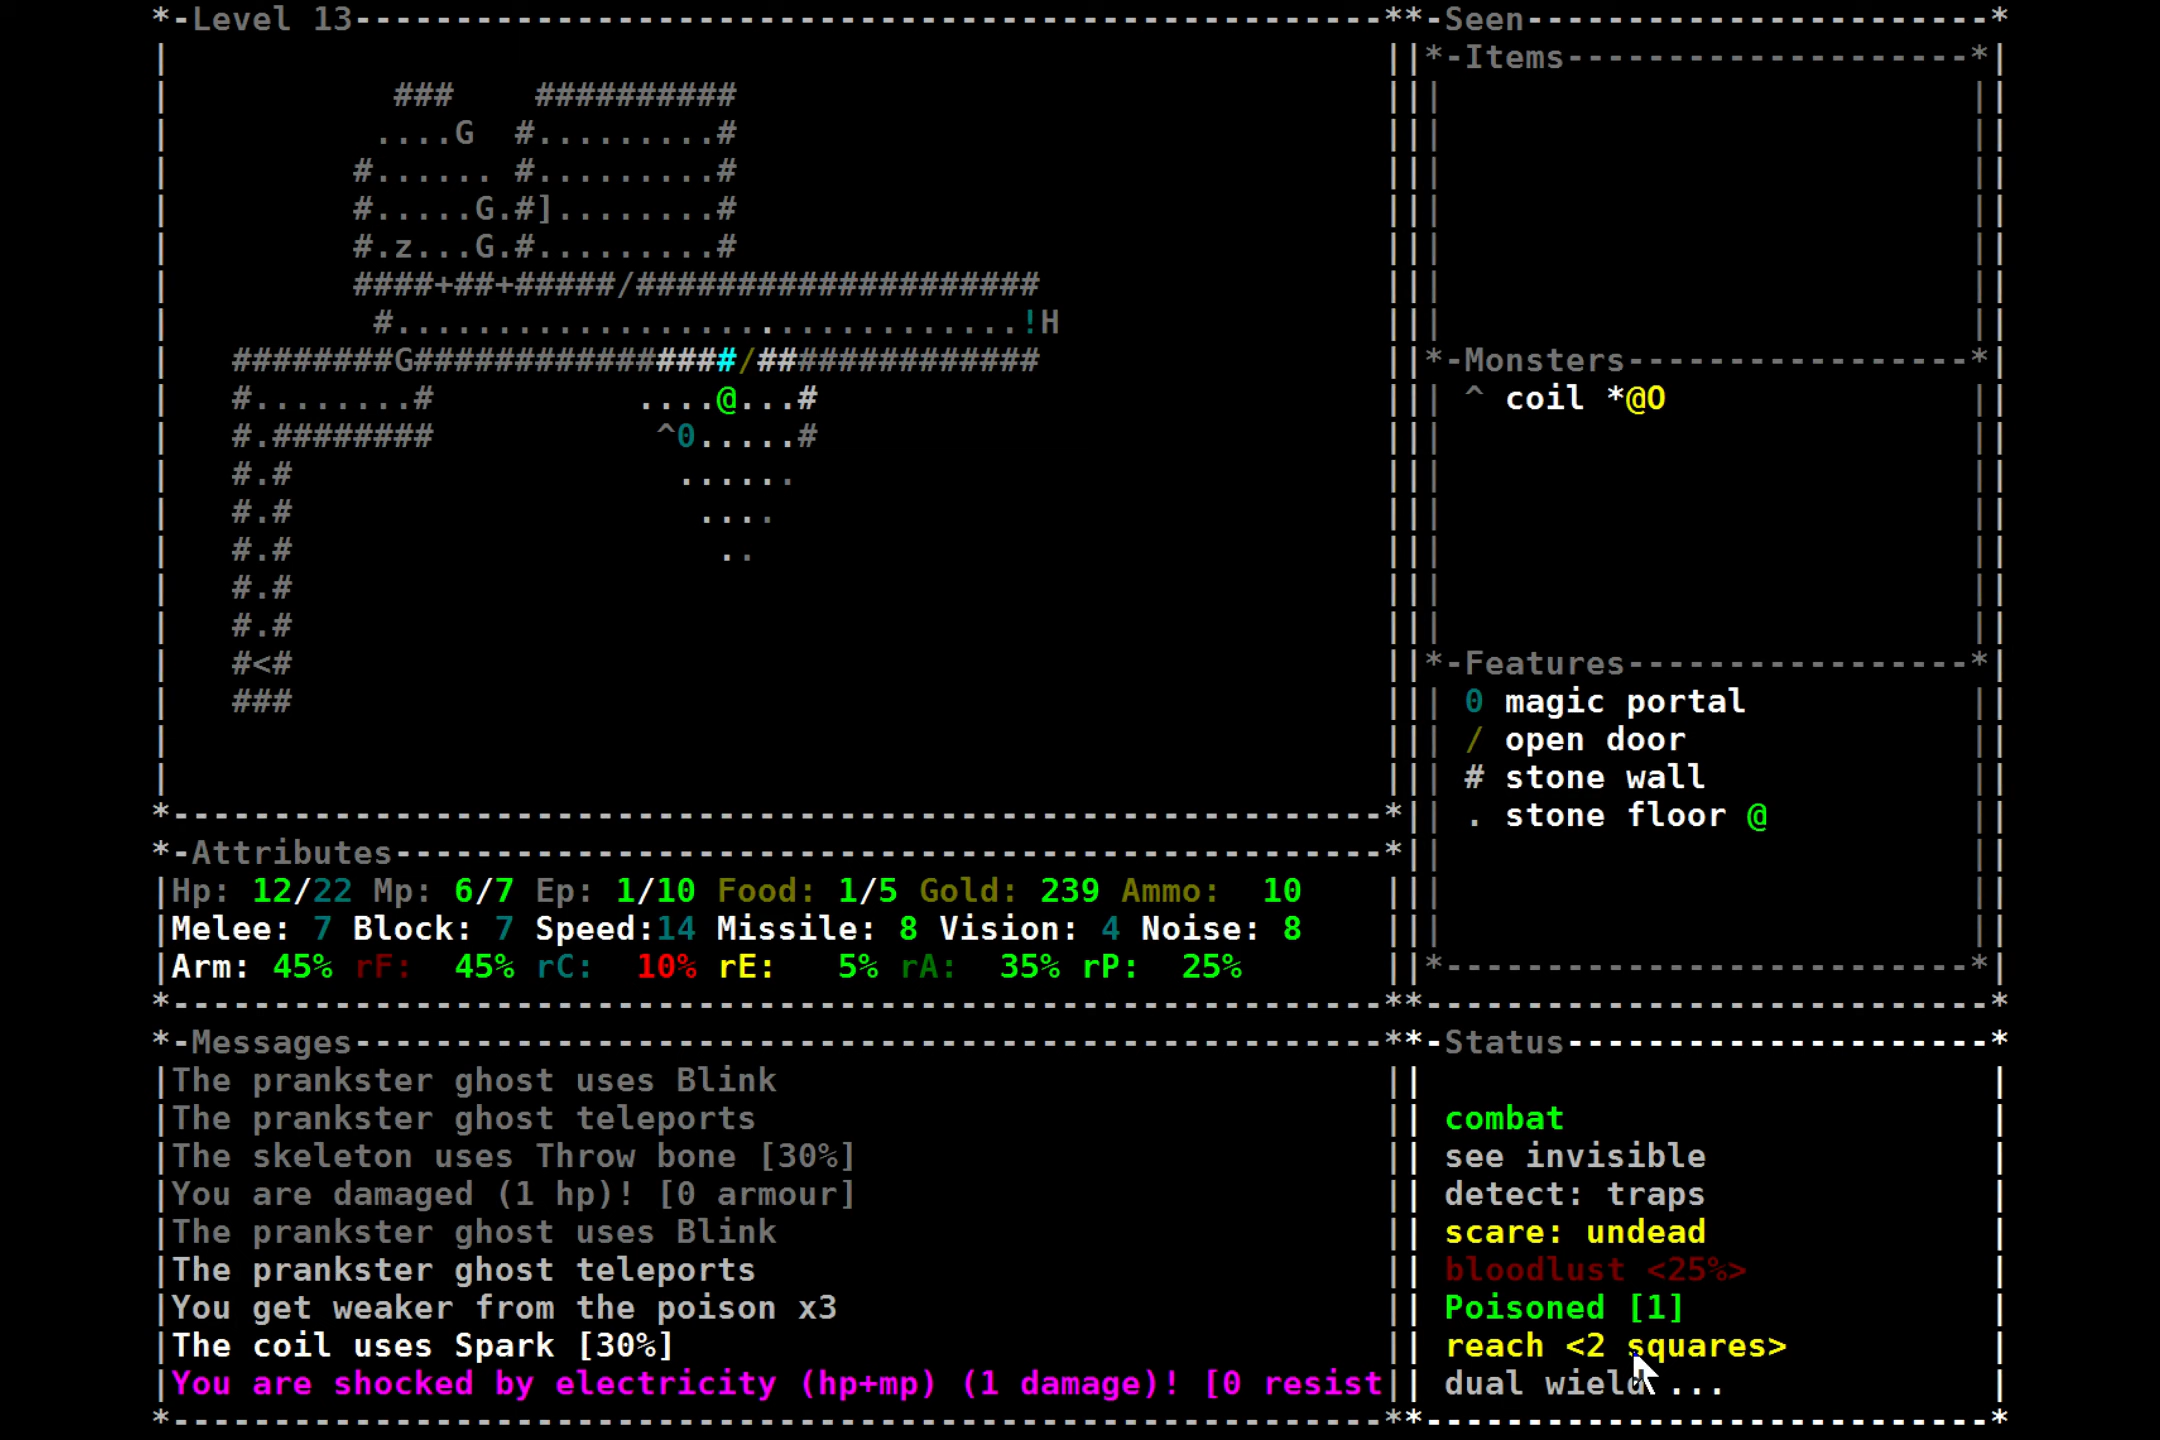 *-Level 13---------------------------------------------------**-Seen-----------------------*
|                                                             ||*-Items--------------------*|
|           ###    ##########                                 |||                          ||
|          ....G  #.........#                                 |||                          ||
|         #...... #.........#                                 |||                          ||
|         #.....G.#]........#                                 |||                          ||
|         #.z...G.#.........#                                 |||                          ||
|         ####+##+#####/####################                  |||                          ||
|          #...............................!H                 |||                          ||
|   ########G#################/##############                 ||*-Monsters-----------------*|
|   #........#          ....@...#                             ||| ^ coil *@O               ||
|   #.########           ^0.....#                             |||                          ||
|   #.#                   ......                              |||                          ||
|   #.#                    ....                               |||                          ||
|   #.#                     ..                                |||                          ||
|   #.#                                                       |||                          ||
|   #.#                                                       |||                          ||
|   #<#                                                       ||*-Features-----------------*|
|   ###                                                       ||| 0 magic portal           ||
|                                                             ||| / open door              ||
|                                                             ||| # stone wall             ||
*-------------------------------------------------------------*|| . stone floor @          ||
*-Attributes--------------------------------------------------*||                          ||
|Hp: 12/22 Mp: 6/7 Ep: 1/10 Food: 1/5 Gold: 239 Ammo:  10    |||                          ||
|Melee: 7 Block: 7 Speed:14 Missile: 8 Vision: 4 Noise: 8    |||                          ||
|Arm: 45% rF:  45% rC:  10% rE:   5% rA:  35% rP:  25%       ||*---------------------------*|
*-------------------------------------------------------------**----------------------------*
*-Messages----------------------------------------------------**-Status---------------------*
|The prankster ghost uses Blink                               ||                            |
|The prankster ghost teleports                                || combat                     |
|The skeleton uses Throw bone [30%]                           || see invisible              |
|You are damaged (1 hp)! [0 armour]                           || detect: traps              |
|The prankster ghost uses Blink                               || scare: undead              |
|The prankster ghost teleports                                || bloodlust <25%>            |
|You get weaker from the poison x3                            || Poisoned [1]               |
|The coil uses Spark [30%]                                    || reach <2 squares>          |
|You are shocked by electricity (hp+mp) (1 damage)! [0 resist|| dual wield ...             |
*-------------------------------------------------------------**----------------------------*